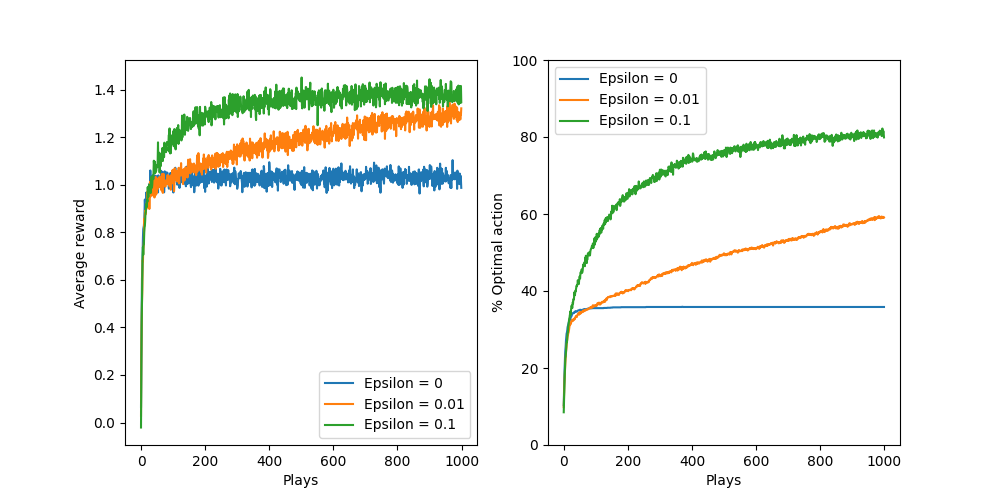 Average reward
1.4
1.2
1.0
0.8
0.6
0.4
0.2
0.0
0 200 400 600 800 1000
Plays
Epsilon = 0
Epsilon = 0.01
Epsilon = 0.1
% Optimal action
100
80
60
40
20
0
0 200 400 600 800 1000
Plays
Epsilon = 0
Epsilon = 0.01
Epsilon = 0.1